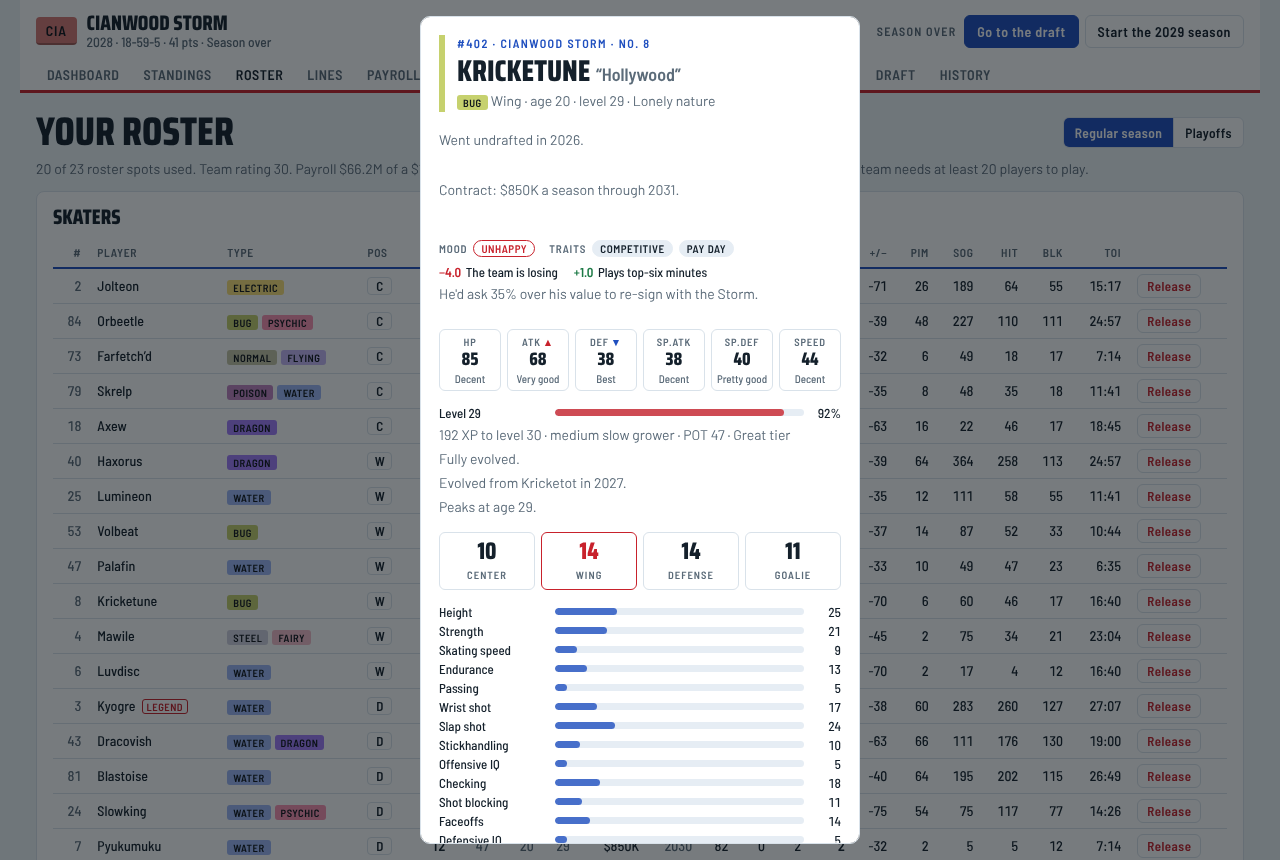 CIA
CIANWOOD STORM
2028 · 18-59-5 · 41 pts · Season over
SEASON OVER
Go to the draft
Start the 2029 season
DASHBOARD
STANDINGS
ROSTER
LINES
PAYROLL
DRAFT
HISTORY
YOUR ROSTER
Regular season
Playoffs
20 of 23 roster spots used. Team rating 30. Payroll $66.2M of a $
team needs at least 20 players to play.
SKATERS
# PLAYER TYPE POS +/- PIM SOG HIT BLK TOI
2 Jolteon ELECTRIC C -71 26 189 64 55 15:17 Release
84 Orbeetle BUG PSYCHIC C -39 48 227 110 111 24:57 Release
73 Farfetch'd NORMAL FLYING C -32 6 49 18 17 7:14 Release
79 Skrelp POISON WATER C -35 8 48 35 18 11:41 Release
18 Axew DRAGON C -63 16 22 46 17 18:45 Release
40 Haxorus DRAGON W -39 64 364 258 113 24:57 Release
25 Lumineon WATER W -35 12 111 58 55 11:41 Release
53 Volbeat BUG W -37 14 87 52 33 10:44 Release
47 Palafin WATER W -33 10 49 47 23 6:35 Release
8 Kricketune BUG W -70 6 60 46 17 16:40 Release
4 Mawile STEEL FAIRY W -45 2 75 34 21 23:04 Release
6 Luvdisc WATER W -70 2 17 4 12 16:40 Release
3 Kyogre LEGEND WATER D -38 60 283 260 127 27:07 Release
43 Dracovish WATER DRAGON D -63 66 111 176 130 19:00 Release
81 Blastoise WATER D -40 64 195 202 115 26:49 Release
24 Slowking WATER PSYCHIC D -75 54 75 117 77 14:26 Release
7 Pyukumuku WATER D 12 47 20 29 $850K 2030 82 0 2 2 -32 2 5 5 12 7:14 Release
#402 · CIANWOOD STORM · NO. 8
KRICKETUNE “Hollywood”
BUG Wing · age 20 · level 29 · Lonely nature
Went undrafted in 2026.
Contract: $850K a season through 2031.
MOOD UNHAPPY TRAITS COMPETITIVE PAY DAY
−4.0 The team is losing +1.0 Plays top-six minutes
He'd ask 35% over his value to re-sign with the Storm.
HP ATK ▲ DEF ▼ SP.ATK SP.DEF SPEED
85 68 38 38 40 44
Decent Very good Best Decent Pretty good Decent
Level 29 92%
192 XP to level 30 · medium slow grower · POT 47 · Great tier
Fully evolved.
Evolved from Kricketot in 2027.
Peaks at age 29.
10 14 14 11
CENTER WING DEFENSE GOALIE
Height 25
Strength 21
Skating speed 9
Endurance 13
Passing 5
Wrist shot 17
Slap shot 24
Stickhandling 10
Offensive IQ 5
Checking 18
Shot blocking 11
Faceoffs 14
Defensive IQ 5